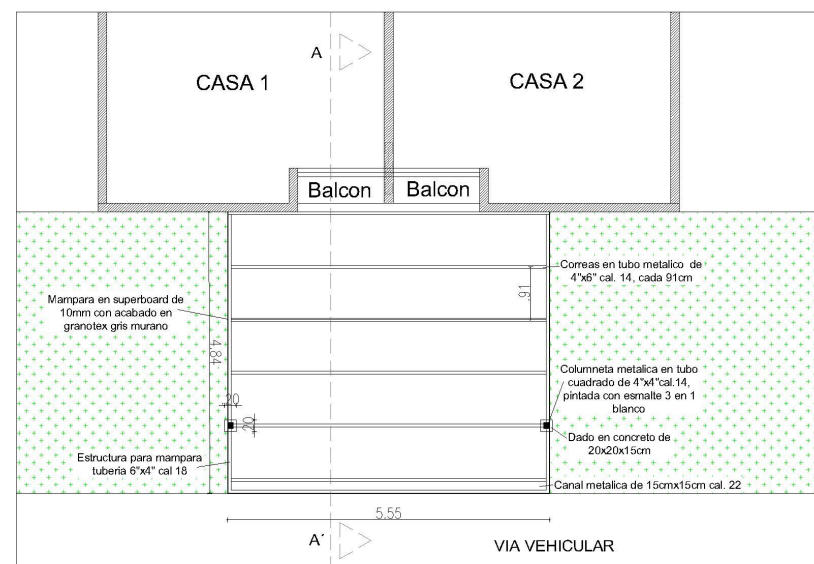 A
CASA 1
CASA 2
Balcon
Balcon
Correas en tubo metalico de
4"x6" cal. 14, cada 91cm
.91
Mampara en superboard de
10mm con acabado en
granotex gris murano
4.84
Columneta metalica en tubo
cuadrado de 4"x4"cal.14,
pintada con esmalte 3 en 1
blanco
.20
.20
Dado en concreto de
20x20x15cm
Estructura para mampara
tuberia 6"x4" cal 18
Canal metalica de 15cmx15cm cal. 22
5.55
A´
VIA VEHICULAR